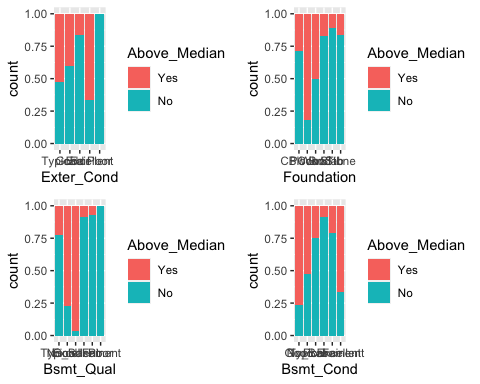 1.00
0.75
0.50
0.25
0.00
count
Exter_Cond
Above_Median
Yes
No
1.00
0.75
0.50
0.25
0.00
count
Foundation
Above_Median
Yes
No
1.00
0.75
0.50
0.25
0.00
count
Bsmt_Qual
Above_Median
Yes
No
1.00
0.75
0.50
0.25
0.00
count
Bsmt_Cond
Above_Median
Yes
No